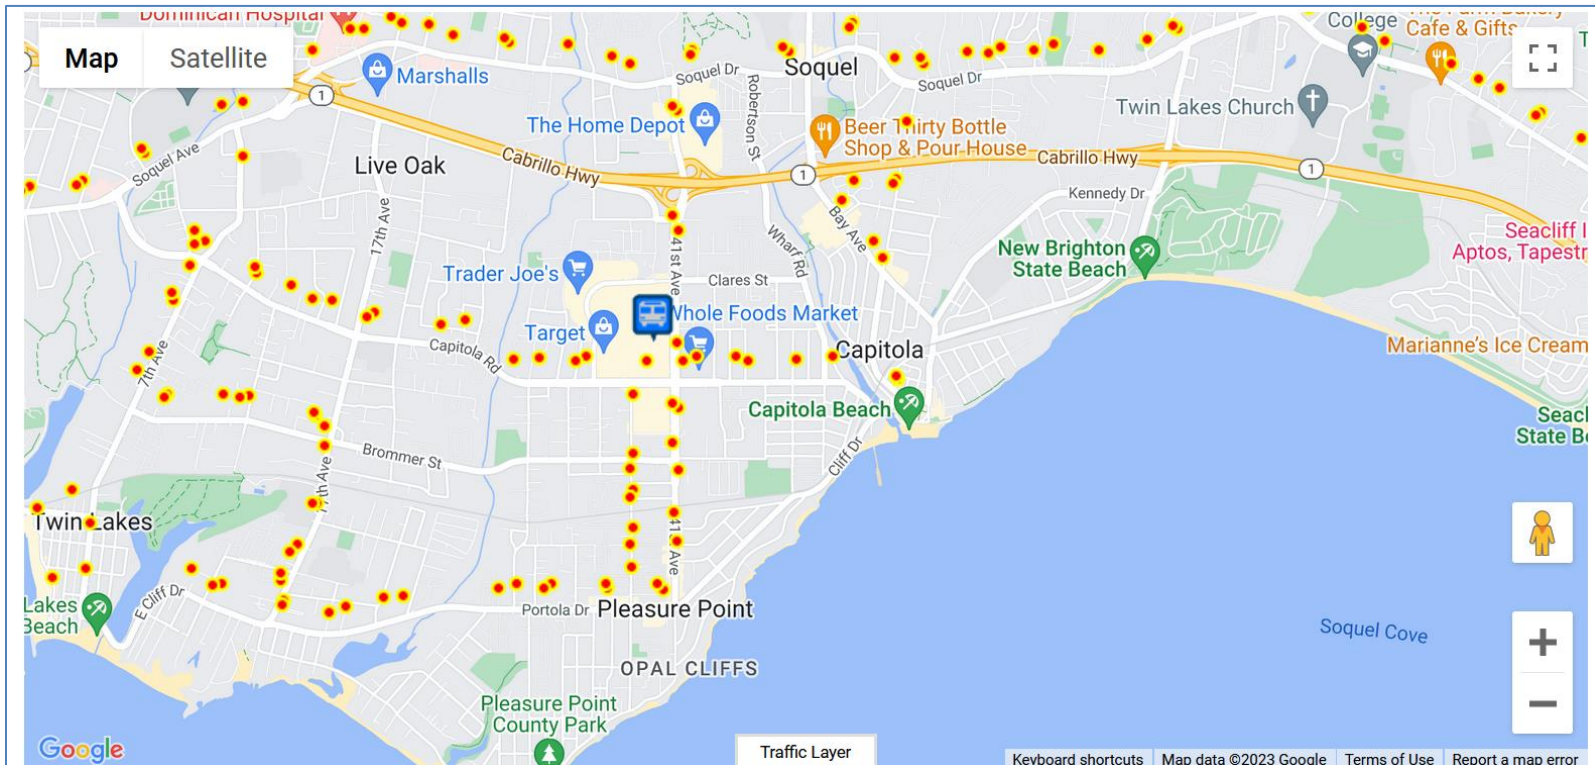 Dominican Hospital
College
Cafe & Gifts
Map
Satellite
Marshalls
Soquel Dr
Robertson St
Soquel
Soquel Dr
1
Twin Lakes Church
The Home Depot
Beer Thirty Bottle
Shop & Pour House
Soquel Ave
Live Oak
Cabrillo Hwy
Cabrillo Hwy
1
1
Kennedy Dr
17th Ave
Bay Ave
Wharf Rd
41st Ave
New Brighton
State Beach
Seacliff I
Aptos, Tapestr
Trader Joe's
Clares St
Whole Foods Market
Target
Capitola Rd
Capitola
Marianne's Ice Cream
7th Ave
Capitola Beach
Seacl
State Be
Brommer St
Cliff Dr
17th Ave
Twin Lakes
41st Ave
E Cliff Dr
Lakes
Beach
Portola Dr
Pleasure Point
Soquel Cove
OPAL CLIFFS
Pleasure Point
County Park
Google
Traffic Layer
Keyboard shortcuts
Map data ©2023 Google
Terms of Use
Report a map error